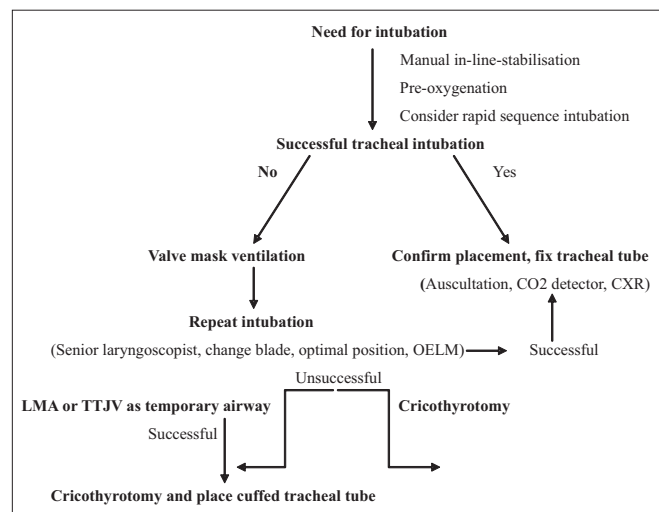 Need for intubation
Manual in-line-stabilisation
Pre-oxygenation
Consider rapid sequence intubation
Successful tracheal intubation
No
Yes
Valve mask ventilation
Confirm placement, fix tracheal tube
(Auscultation, CO2 detector, CXR)
Repeat intubation
(Senior laryngoscopist, change blade, optimal position, OELM)
Successful
Unsuccessful
LMA or TTJV as temporary airway
Cricothyrotomy
Successful
Cricothyrotomy and place cuffed tracheal tube